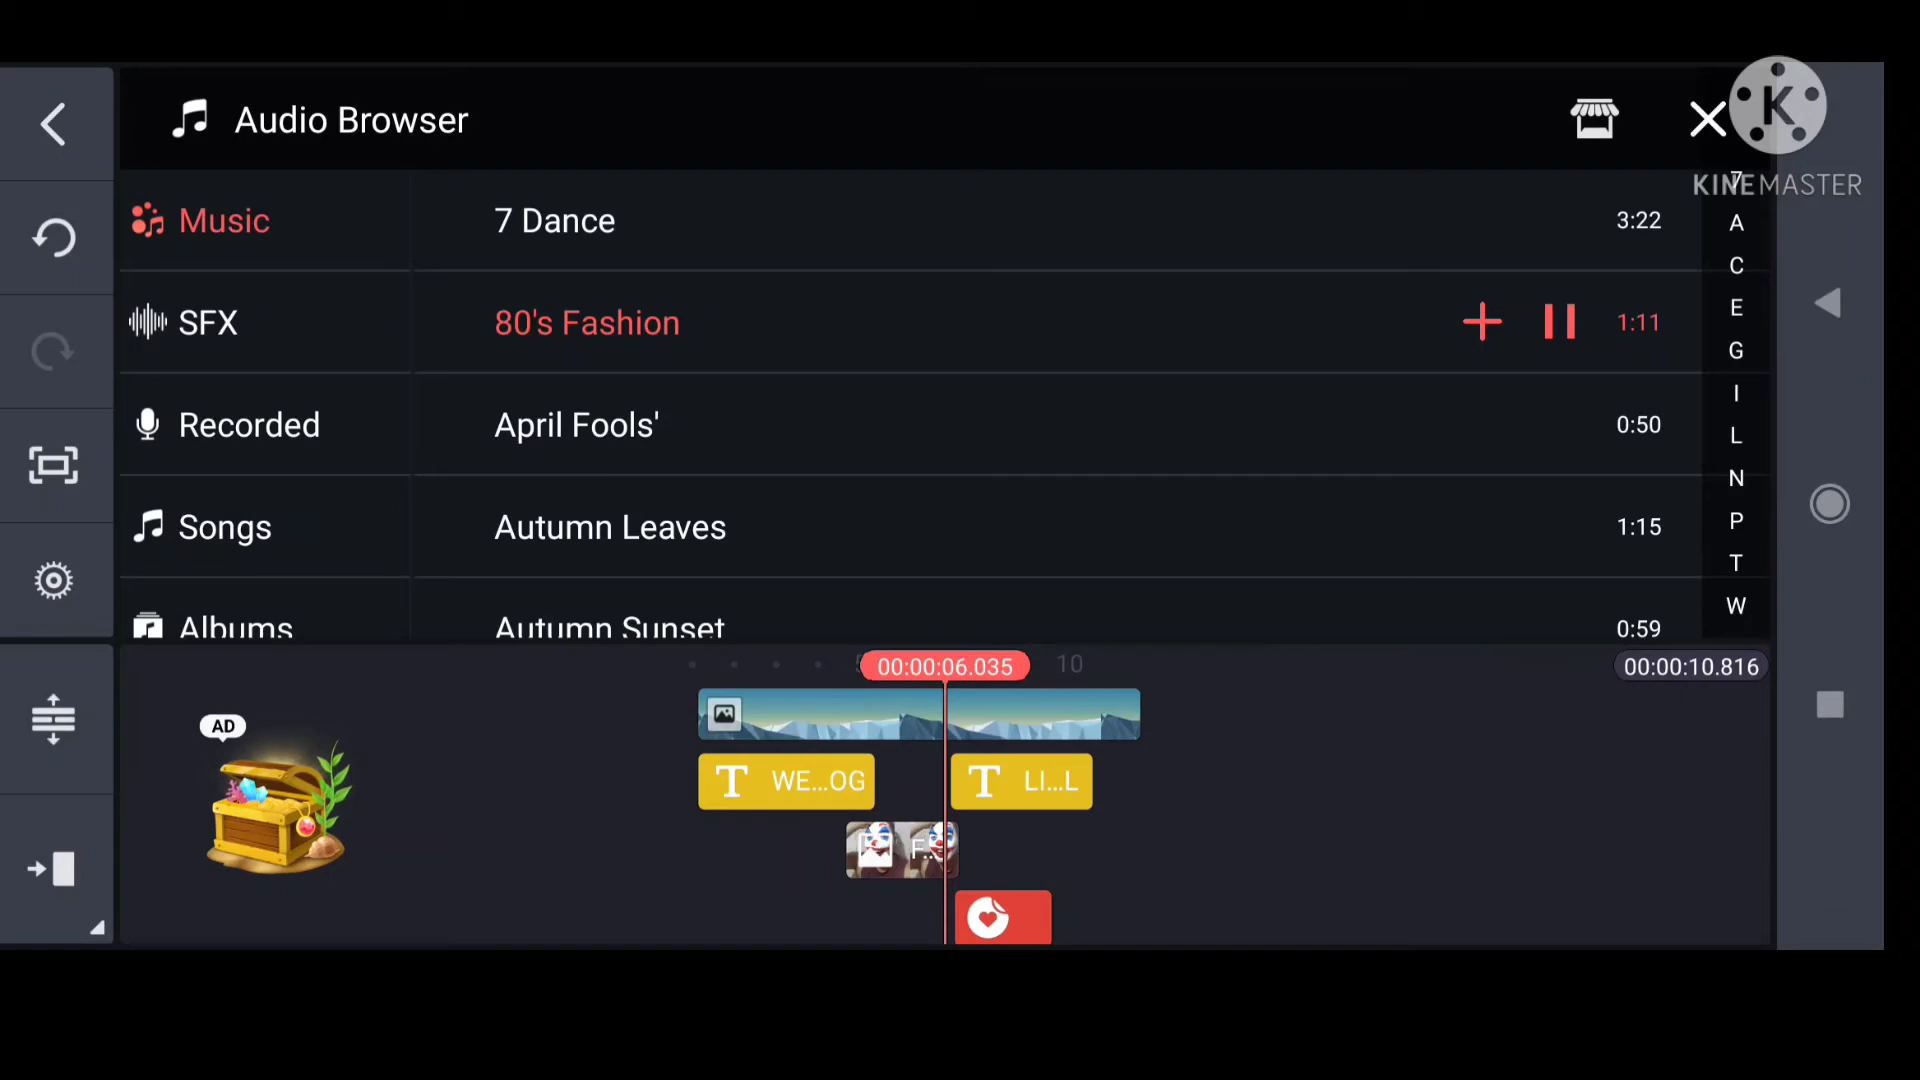 Audio Browser
KINEMASTER
Music
7 Dance
3:22
SFX
80's Fashion
1:11
Recorded
April Fools'
0:50
Songs
Autumn Leaves
1:15
Albums
Autumn Sunset
0:59
7
A
C
E
G
I
L
N
P
T
W
00:00:06.035
10
00:00:10.816
AD
T WE...OG
T LI...L
F...